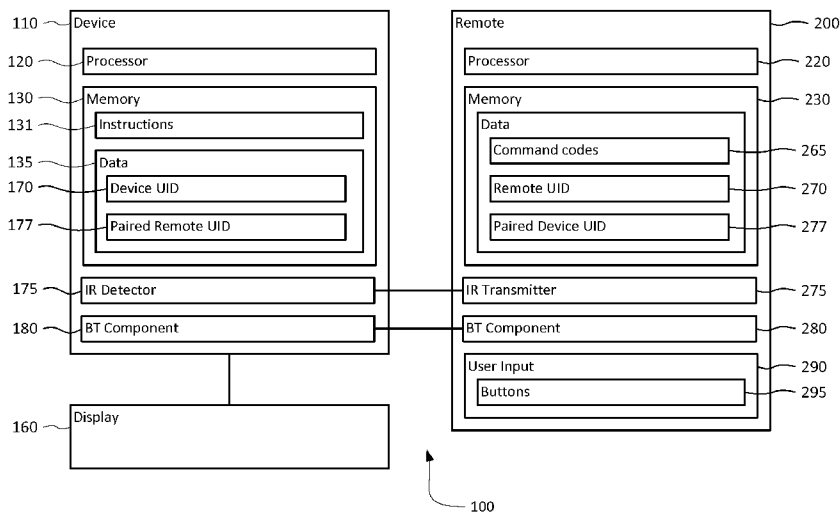 110
Device
120
Processor
130
Memory
131
Instructions
135
Data
170
Device UID
177
Paired Remote UID
175
IR Detector
180
BT Component
160
Display
Remote
200
Processor
220
Memory
230
Data
Command codes
265
Remote UID
270
Paired Device UID
277
IR Transmitter
275
BT Component
280
User Input
290
Buttons
295
100